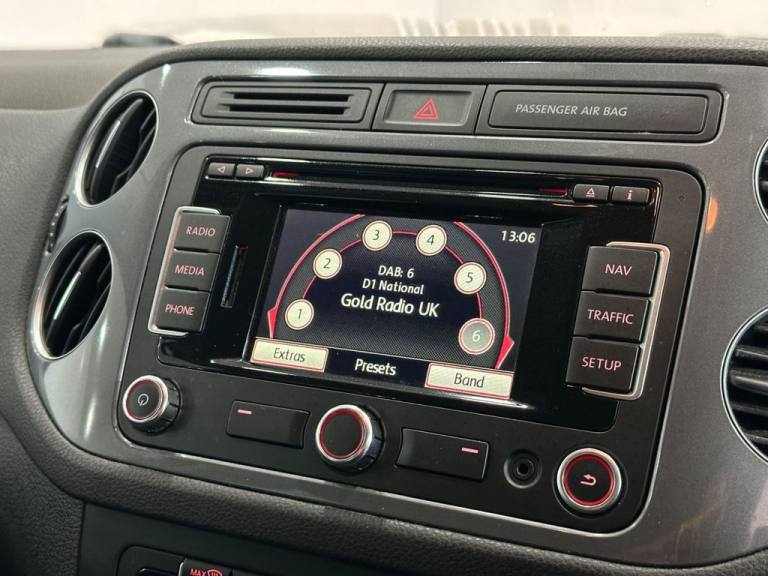 PASSENGER AIR BAG
i
RADIO
MEDIA
PHONE
13:06
1
2
3
4
5
6
DAB: 6
D1 National
Gold Radio UK
Extras
Presets
Band
NAV
TRAFFIC
SETUP
MAX